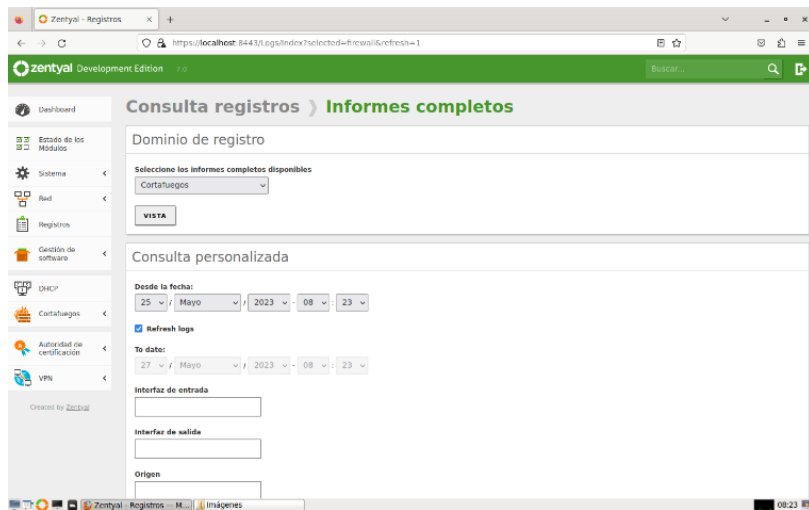 Zentyal - Registros
https://localhost:8443/Logs/Index?selected=firewall&refresh=1
zentyal Development Edition 7.0
Buscar...
Dashboard
Estado de los Módulos
Sistema
Red
Registros
Gestión de software
DHCP
Cortafuegos
Autoridad de certificación
VPN
Created by Zentyal
Consulta registros Informes completos
Dominio de registro
Seleccione los informes completos disponibles
Cortafuegos
VISTA
Consulta personalizada
Desde la fecha:
25 / Mayo / 2023 - 08 : 23
Refresh logs
To date:
27 / Mayo / 2023 - 08 : 23
Interfaz de entrada
Interfaz de salida
Origen
Zentyal - Registros — M...
Imágenes
08:23